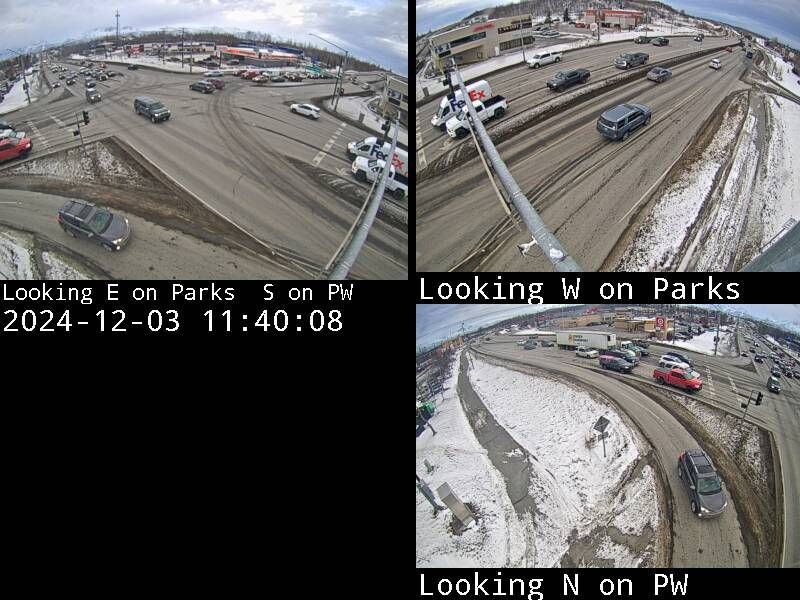 Looking E on Parks  S on PW
2024-12-03 11:40:08
FedEx
Looking W on Parks
FedEx
Looking N on PW